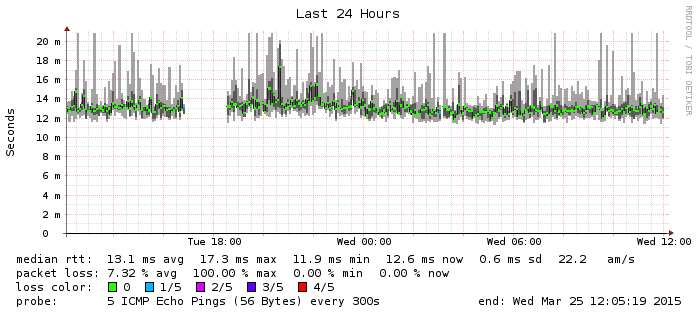 Last 24 Hours
RRDTOOL / TOBI OETIKER
Seconds
20 m
18 m
16 m
14 m
12 m
10 m
8 m
6 m
4 m
2 m
0
Tue 18:00 Wed 00:00 Wed 06:00 Wed 12:00
median rtt: 13.1 ms avg 17.3 ms max 11.9 ms min 12.6 ms now 0.6 ms sd 22.2 am/s
packet loss: 7.32 % avg 100.00 % max 0.00 % min 0.00 % now
loss color: 0 1/5 2/5 3/5 4/5
probe: 5 ICMP Echo Pings (56 Bytes) every 300s end: Wed Mar 25 12:05:19 2015